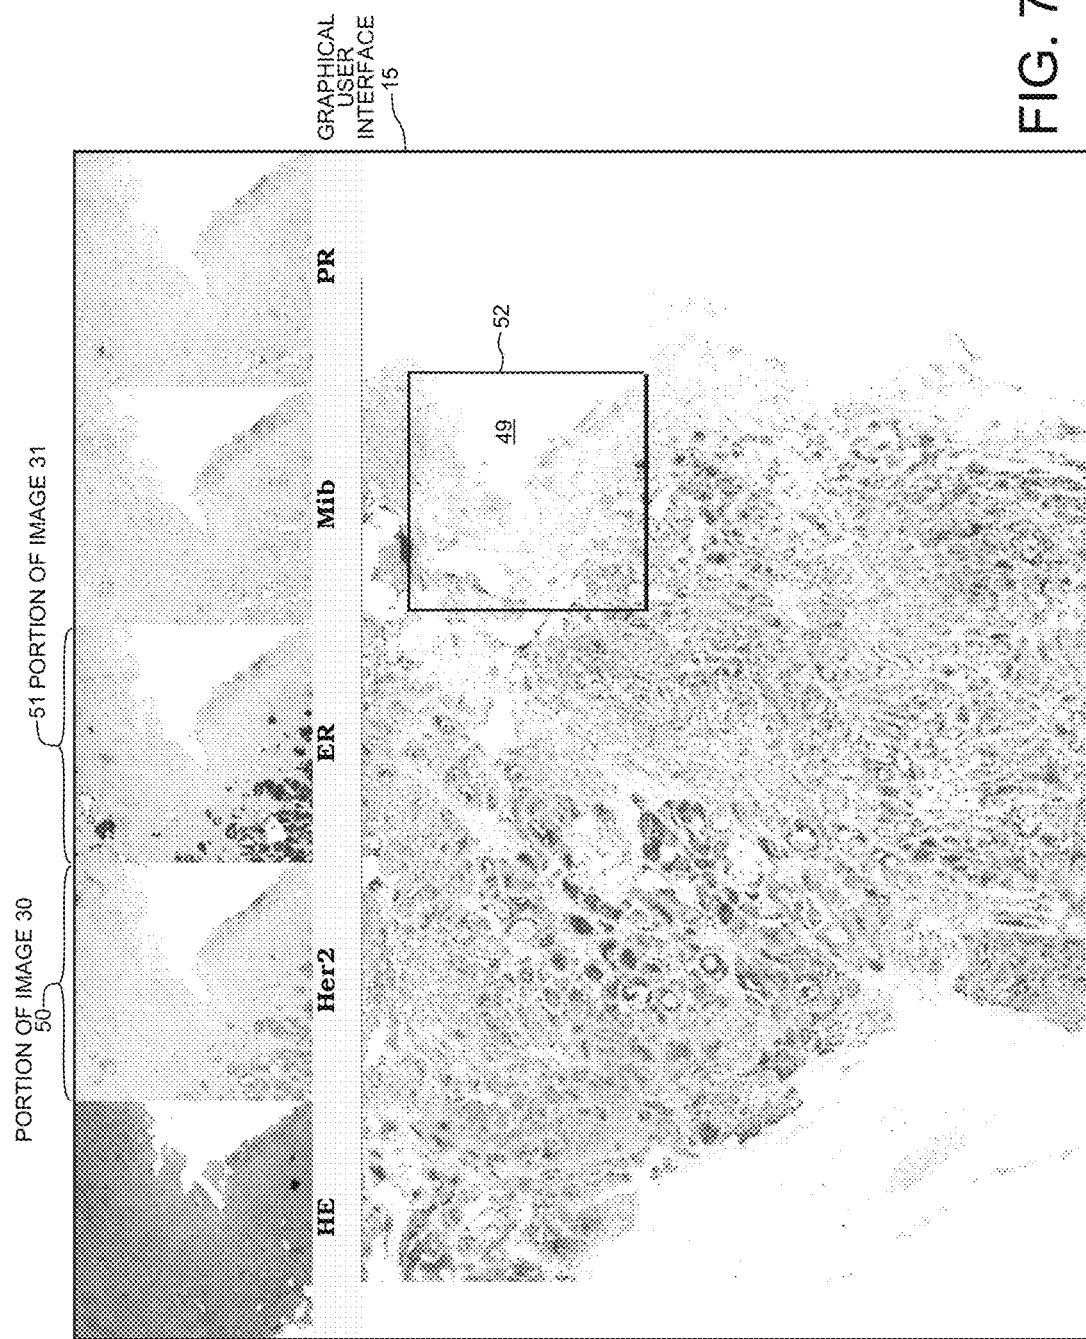 PORTION OF IMAGE 30
50
51 PORTION OF IMAGE 31
GRAPHICAL
USER
INTERFACE
15
HE
Her2
ER
Mib
PR
49
52
FIG. 7